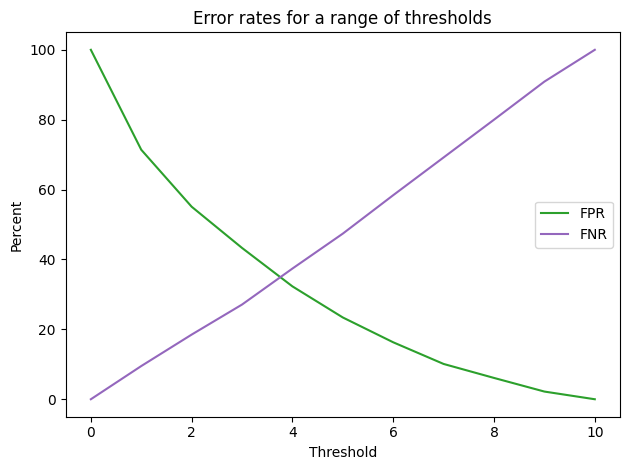 Error rates for a range of thresholds
Percent
100
80
60
40
20
0
FPR
FNR
0 2 4 6 8 10
Threshold